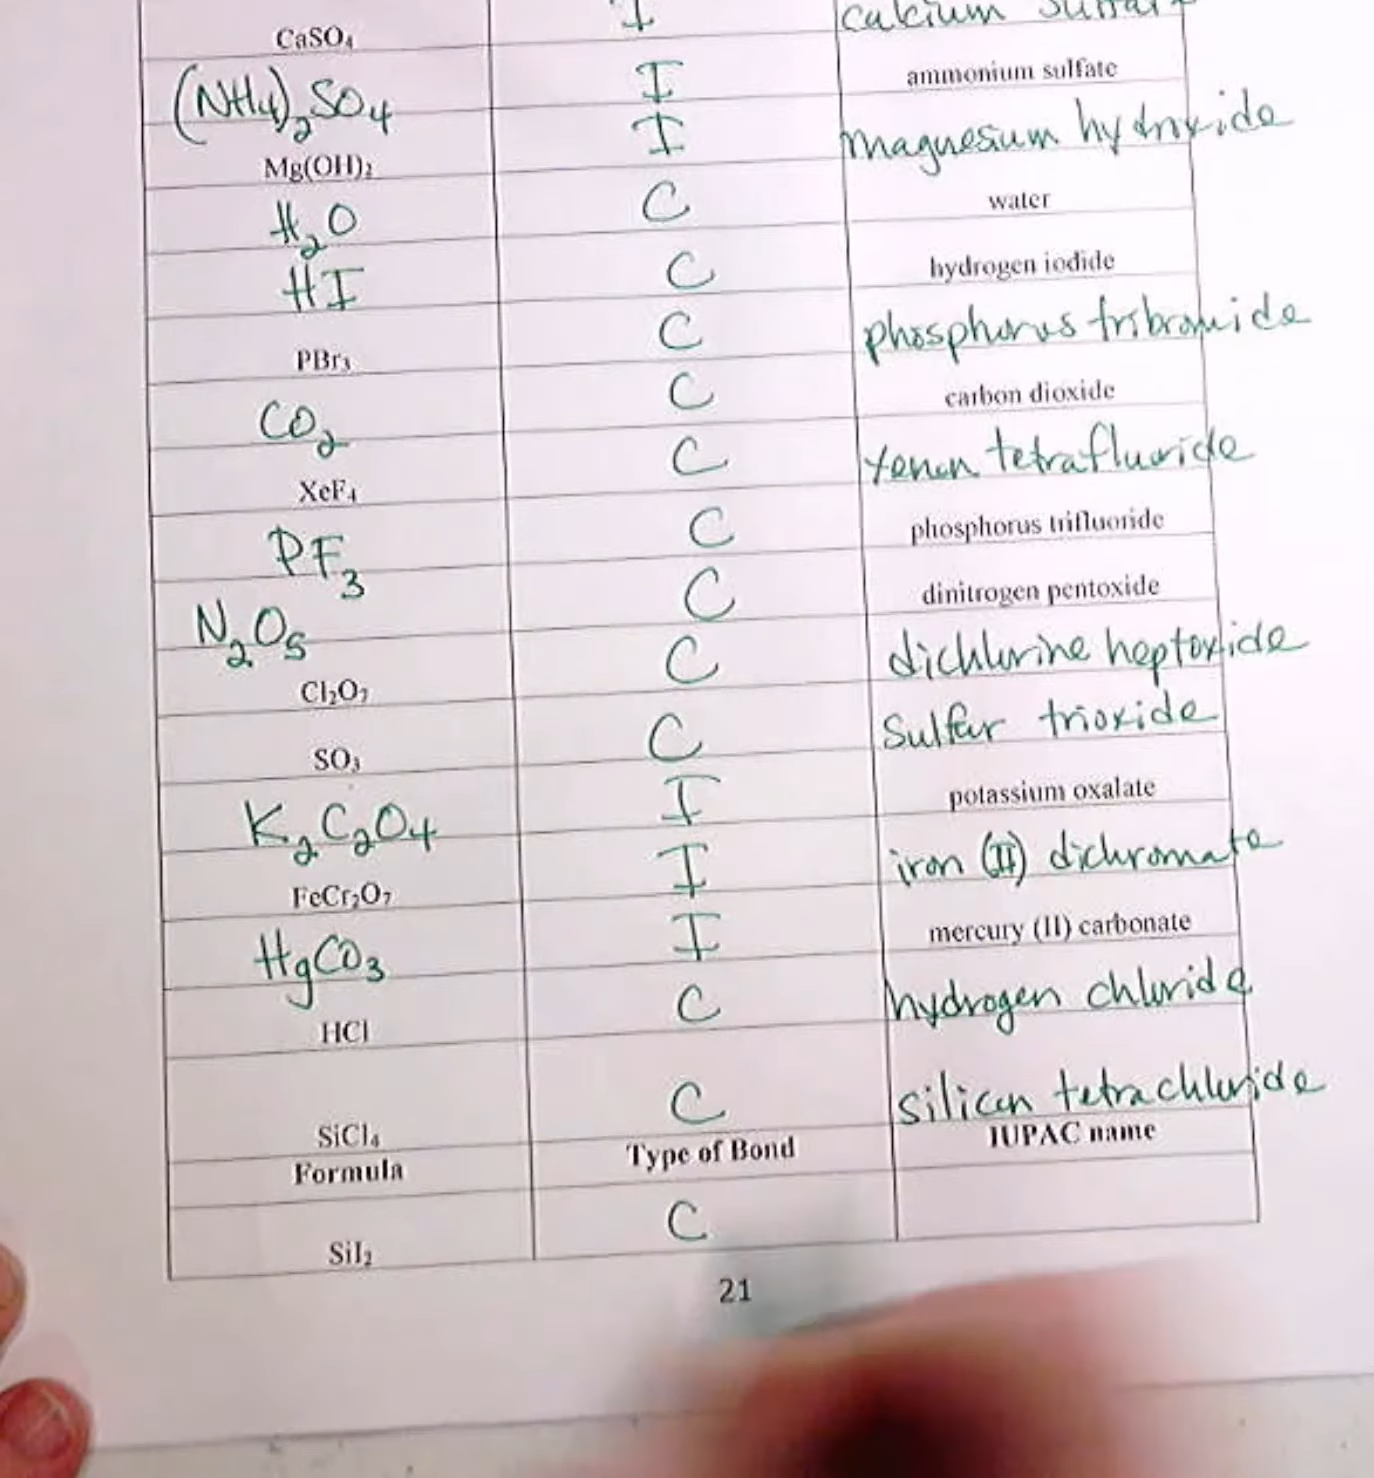 CaSO₄ I calcium
(NH₄)₂SO₄ I ammonium sulfate
Mg(OH)₂ I magnesium hydroxide
H₂O C water
HI C hydrogen iodide
PBr₃ C phosphorus tribromide
CO₂ C carbon dioxide
XeF₄ C xenon tetrafluoride
PF₃ C phosphorus trifluoride
N₂O₅ C dinitrogen pentoxide
Cl₂O₇ C dichlorine heptoxide
SO₃ C sulfur trioxide
K₂C₂O₄ I potassium oxalate
FeCr₂O₇ I iron (II) dichromate
HgCO₃ I mercury (II) carbonate
HCl C hydrogen chloride
SiCl₄ C silicon tetrachloride
Formula Type of Bond IUPAC name
SiI₂ C
21